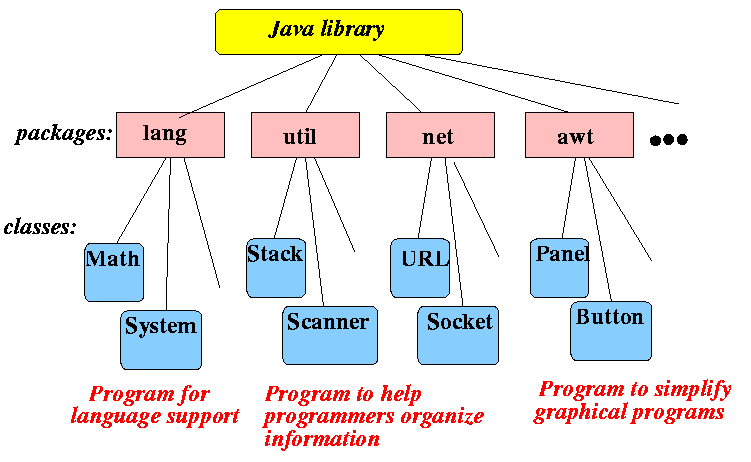 Java library
packages:
lang
util
net
awt
classes:
Math
Stack
URL
Panel
System
Scanner
Socket
Button
Program for
language support
Program to help
programmers organize
information
Program to simplify
graphical programs